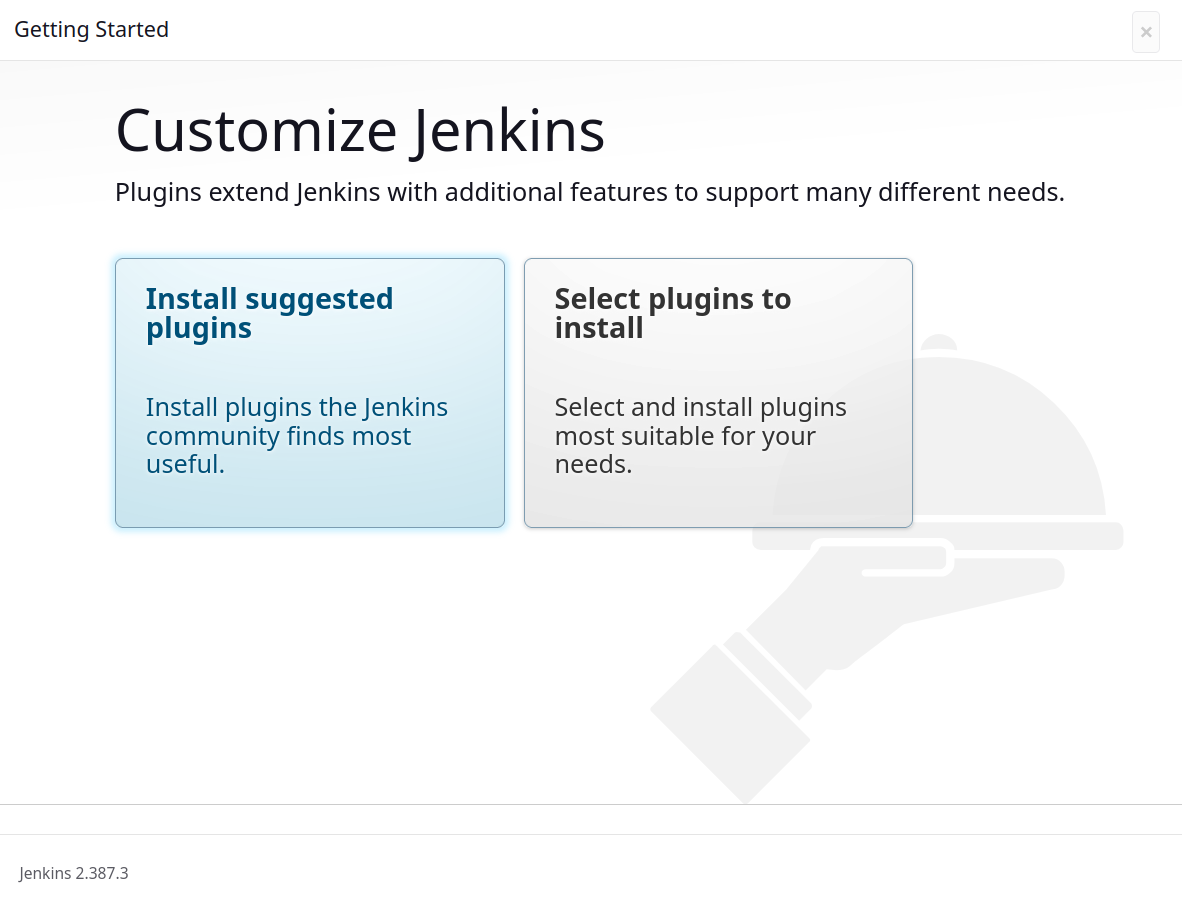 Getting Started
×
Customize Jenkins
Plugins extend Jenkins with additional features to support many different needs.
Install suggested
plugins
Install plugins the Jenkins
community finds most
useful.
Select plugins to
install
Select and install plugins
most suitable for your
needs.
Jenkins 2.387.3